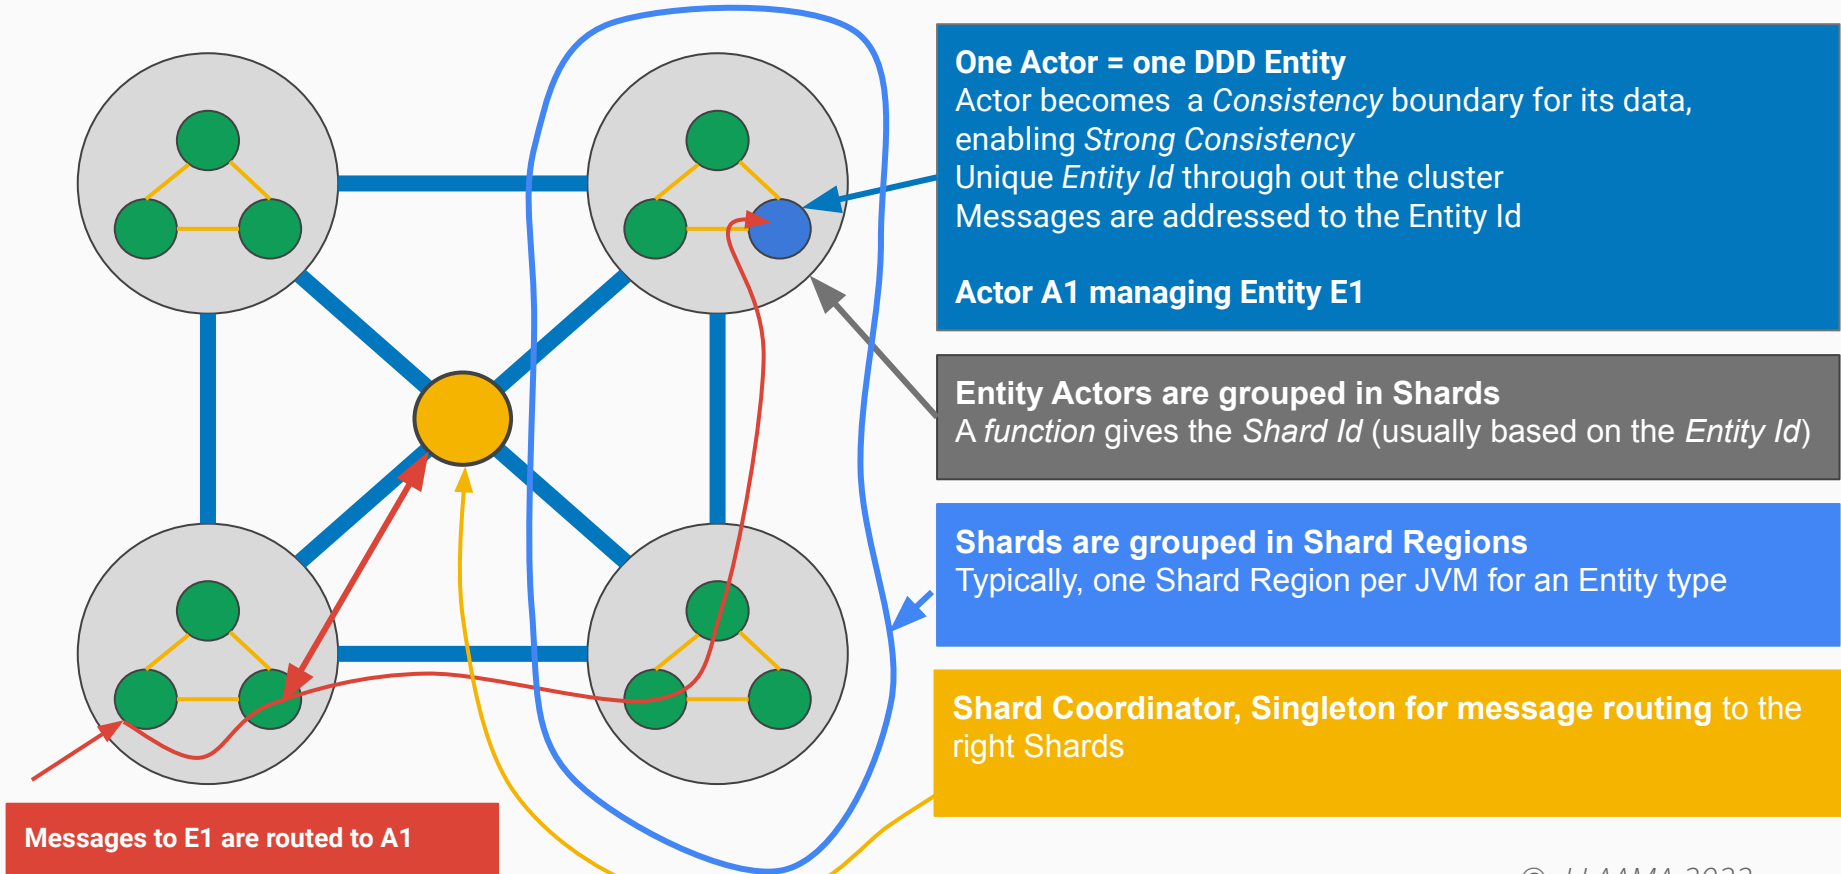 One Actor = one DDD Entity
Actor becomes a Consistency boundary for its data,
enabling Strong Consistency
Unique Entity Id through out the cluster
Messages are addressed to the Entity Id
Actor A1 managing Entity E1
Entity Actors are grouped in Shards
A function gives the Shard Id (usually based on the Entity Id)
Shards are grouped in Shard Regions
Typically, one Shard Region per JVM for an Entity type
Shard Coordinator, Singleton for message routing to the
right Shards
Messages to E1 are routed to A1
©
2022